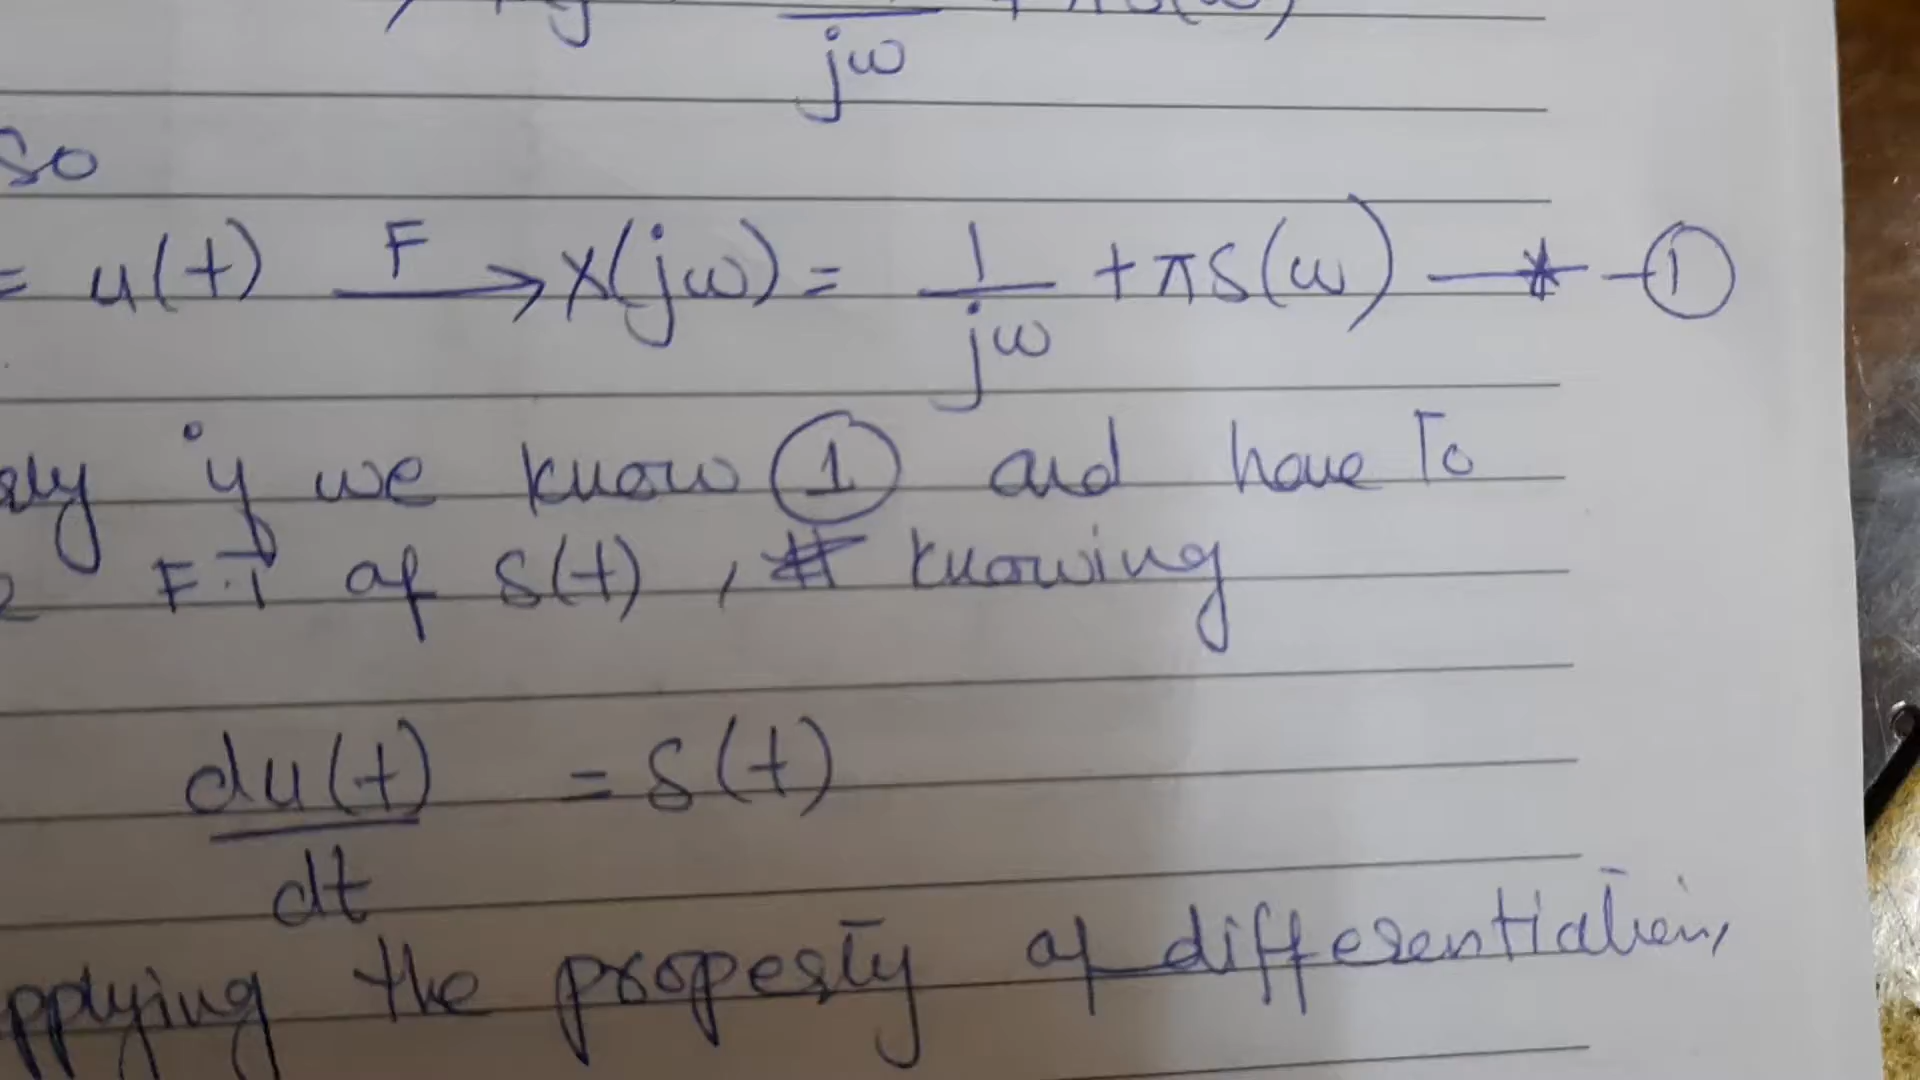 jω
so
= u(t) F→ X(jω) = 1/jω + πδ(ω) —*—①
if we know ① and have to
F.T of δ(t), knowing
du(t)/dt = δ(t)
pplying the property of differentiation,